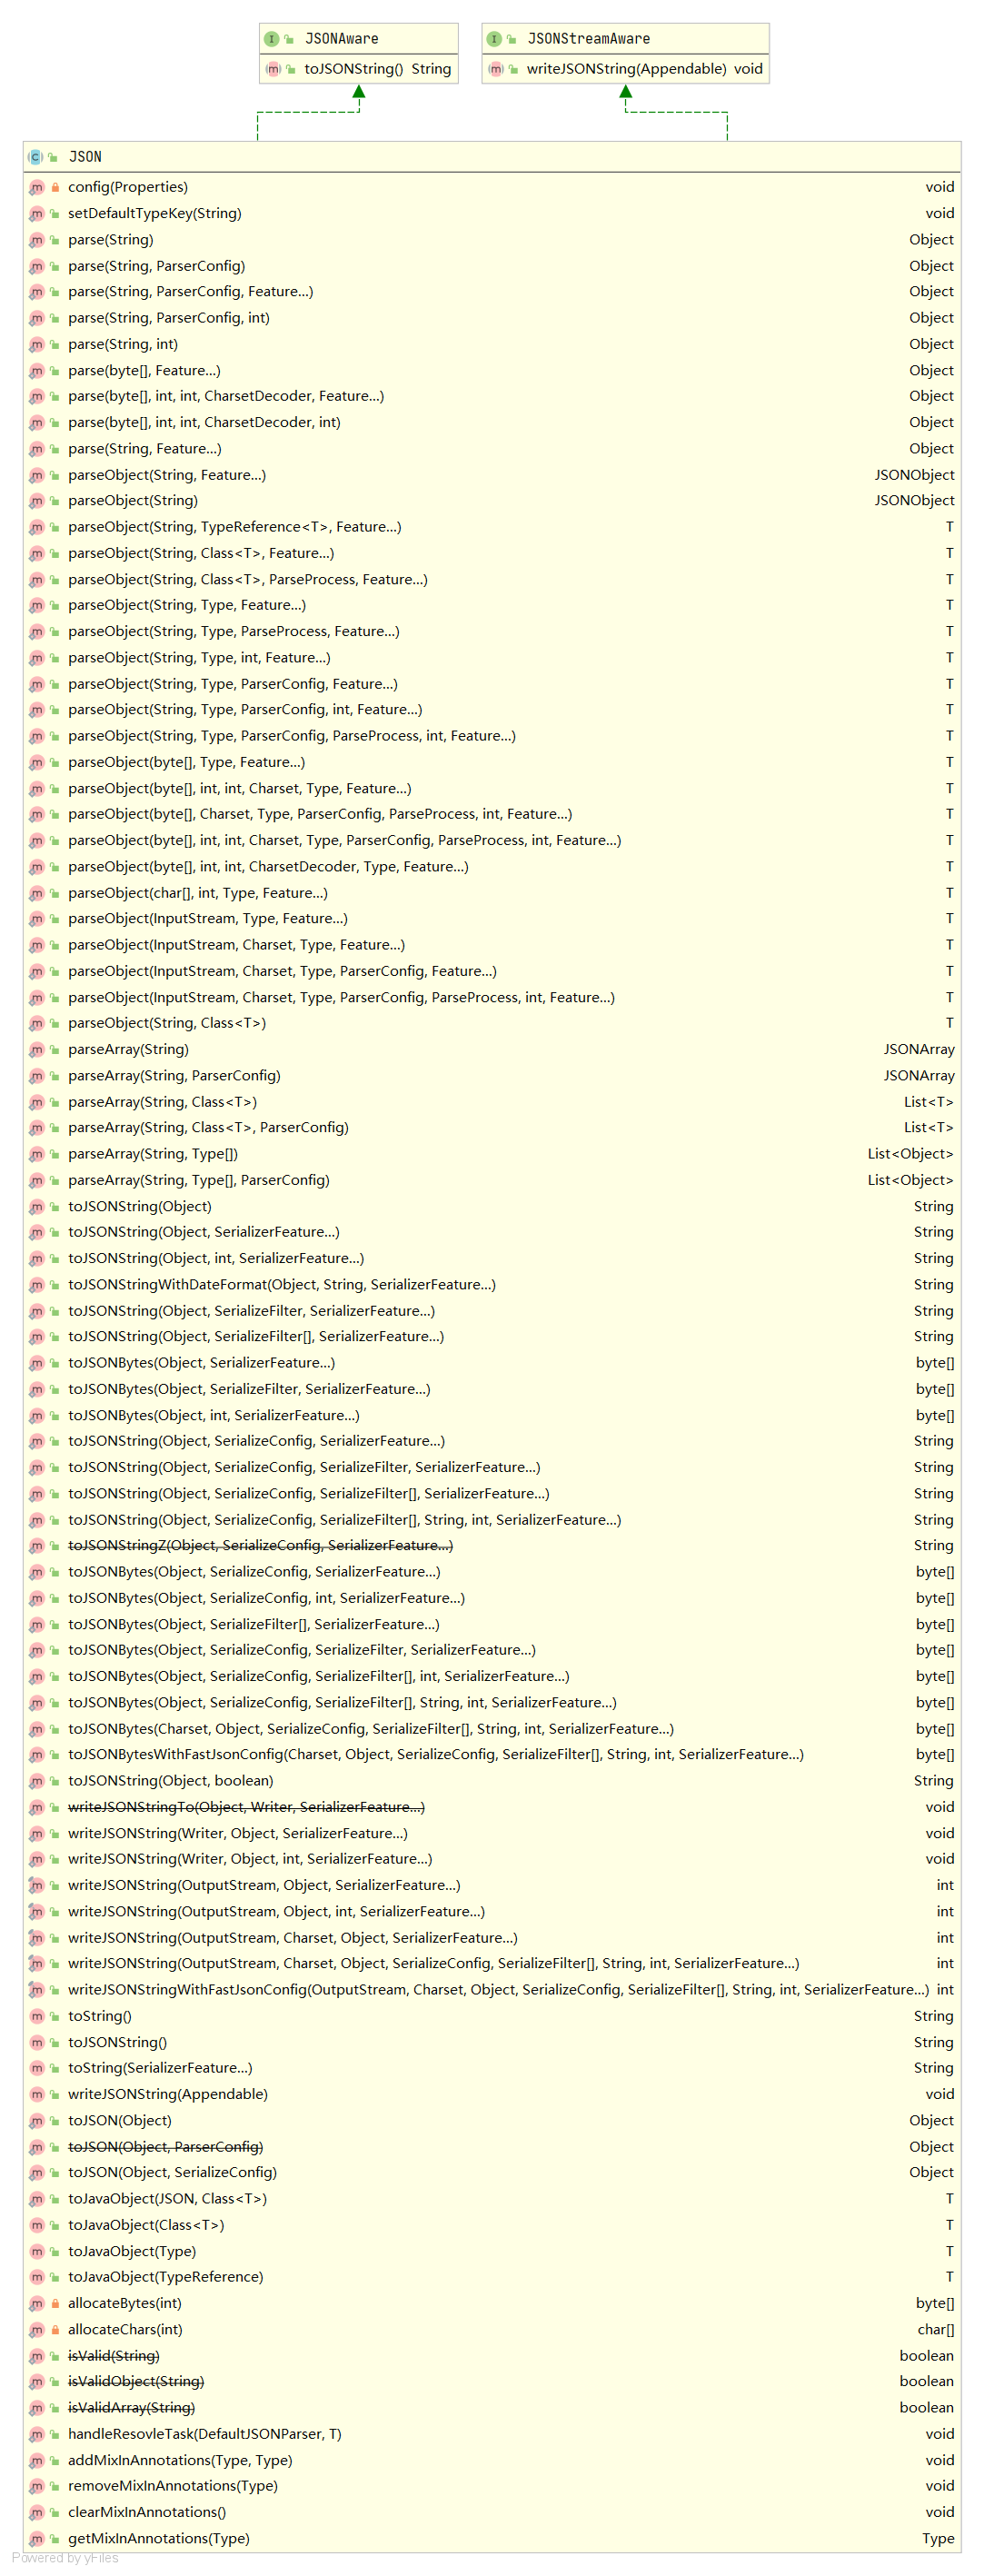 JSONAware
toJSONString() String
JSONStreamAware
writeJSONString(Appendable) void
JSON
config(Properties) void
setDefaultTypeKey(String) void
parse(String) Object
parse(String, ParserConfig) Object
parse(String, ParserConfig, Feature...) Object
parse(String, ParserConfig, int) Object
parse(String, int) Object
parse(byte[], Feature...) Object
parse(byte[], int, int, CharsetDecoder, Feature...) Object
parse(byte[], int, int, CharsetDecoder, int) Object
parse(String, Feature...) Object
parseObject(String, Feature...) JSONObject
parseObject(String) JSONObject
parseObject(String, TypeReference<T>, Feature...) T
parseObject(String, Class<T>, Feature...) T
parseObject(String, Class<T>, ParseProcess, Feature...) T
parseObject(String, Type, Feature...) T
parseObject(String, Type, ParseProcess, Feature...) T
parseObject(String, Type, int, Feature...) T
parseObject(String, Type, ParserConfig, Feature...) T
parseObject(String, Type, ParserConfig, int, Feature...) T
parseObject(String, Type, ParserConfig, ParseProcess, int, Feature...) T
parseObject(byte[], Type, Feature...) T
parseObject(byte[], int, int, Charset, Type, Feature...) T
parseObject(byte[], Charset, Type, ParserConfig, ParseProcess, int, Feature...) T
parseObject(byte[], int, int, Charset, Type, ParserConfig, ParseProcess, int, Feature...) T
parseObject(byte[], int, int, CharsetDecoder, Type, Feature...) T
parseObject(char[], int, Type, Feature...) T
parseObject(InputStream, Type, Feature...) T
parseObject(InputStream, Charset, Type, Feature...) T
parseObject(InputStream, Charset, Type, ParserConfig, Feature...) T
parseObject(InputStream, Charset, Type, ParserConfig, ParseProcess, int, Feature...) T
parseObject(String, Class<T>) T
parseArray(String) JSONArray
parseArray(String, ParserConfig) JSONArray
parseArray(String, Class<T>) List<T>
parseArray(String, Class<T>, ParserConfig) List<T>
parseArray(String, Type[]) List<Object>
parseArray(String, Type[], ParserConfig) List<Object>
toJSONString(Object) String
toJSONString(Object, SerializerFeature...) String
toJSONString(Object, int, SerializerFeature...) String
toJSONStringWithDateFormat(Object, String, SerializerFeature...) String
toJSONString(Object, SerializeFilter, SerializerFeature...) String
toJSONString(Object, SerializeFilter[], SerializerFeature...) String
toJSONBytes(Object, SerializerFeature...) byte[]
toJSONBytes(Object, SerializeFilter, SerializerFeature...) byte[]
toJSONBytes(Object, int, SerializerFeature...) byte[]
toJSONString(Object, SerializeConfig, SerializerFeature...) String
toJSONString(Object, SerializeConfig, SerializeFilter, SerializerFeature...) String
toJSONString(Object, SerializeConfig, SerializeFilter[], SerializerFeature...) String
toJSONString(Object, SerializeConfig, SerializeFilter[], String, int, SerializerFeature...) String
toJSONStringZ(Object, SerializeConfig, SerializerFeature...) String
toJSONBytes(Object, SerializeConfig, SerializerFeature...) byte[]
toJSONBytes(Object, SerializeConfig, int, SerializerFeature...) byte[]
toJSONBytes(Object, SerializeFilter[], SerializerFeature...) byte[]
toJSONBytes(Object, SerializeConfig, SerializeFilter, SerializerFeature...) byte[]
toJSONBytes(Object, SerializeConfig, SerializeFilter[], int, SerializerFeature...) byte[]
toJSONBytes(Object, SerializeConfig, SerializeFilter[], String, int, SerializerFeature...) byte[]
toJSONBytes(Charset, Object, SerializeConfig, SerializeFilter[], String, int, SerializerFeature...) byte[]
toJSONBytesWithFastJsonConfig(Charset, Object, SerializeConfig, SerializeFilter[], String, int, SerializerFeature...) byte[]
toJSONString(Object, boolean) String
writeJSONStringTo(Object, Writer, SerializerFeature...) void
writeJSONString(Writer, Object, SerializerFeature...) void
writeJSONString(Writer, Object, int, SerializerFeature...) void
writeJSONString(OutputStream, Object, SerializerFeature...) int
writeJSONString(OutputStream, Object, int, SerializerFeature...) int
writeJSONString(OutputStream, Charset, Object, SerializerFeature...) int
writeJSONString(OutputStream, Charset, Object, SerializeConfig, SerializeFilter[], String, int, SerializerFeature...) int
writeJSONStringWithFastJsonConfig(OutputStream, Charset, Object, SerializeConfig, SerializeFilter[], String, int, SerializerFeature...) int
toString() String
toJSONString() String
toString(SerializerFeature...) String
writeJSONString(Appendable) void
toJSON(Object) Object
toJSON(Object, ParserConfig) Object
toJSON(Object, SerializeConfig) Object
toJavaObject(JSON, Class<T>) T
toJavaObject(Class<T>) T
toJavaObject(Type) T
toJavaObject(TypeReference) T
allocateBytes(int) byte[]
allocateChars(int) char[]
isValid(String) boolean
isValidObject(String) boolean
isValidArray(String) boolean
handleResovleTask(DefaultJSONParser, T) void
addMixInAnnotations(Type, Type) void
removeMixInAnnotations(Type) void
clearMixInAnnotations() void
getMixInAnnotations(Type) Type
Powered by yFiles